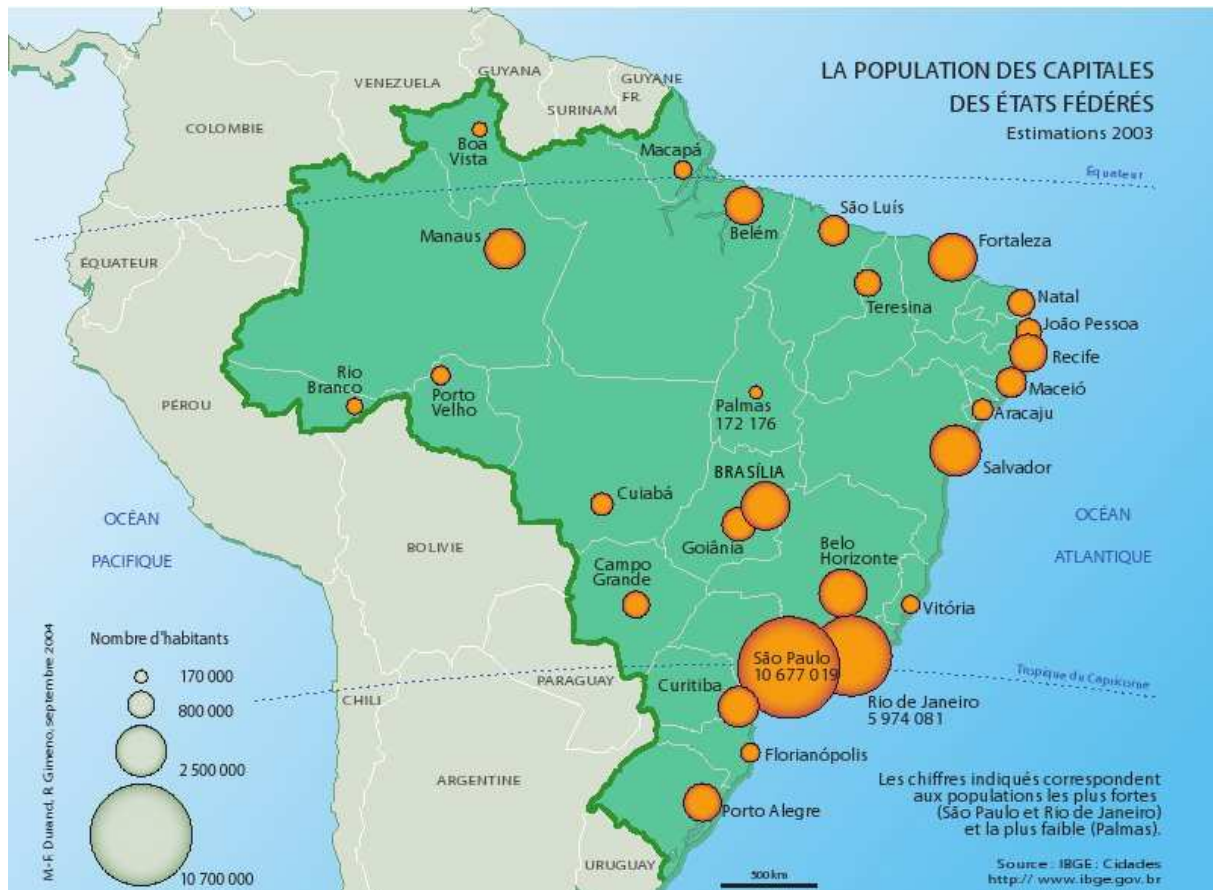 LA POPULATION DES CAPITALES
DES ÉTATS FÉDÉRÉS
Estimations 2003
VENEZUELA
GUYANA
GUYANE
FR.
SURINAM
COLOMBIE
Boa
Vista
Macapá
Équateur
São Luís
Manaus
Belém
Fortaleza
ÉQUATEUR
Teresina
Natal
João Pessoa
Recife
Rio
Branco
Porto
Velho
Maceió
PÉROU
Palmas
172 176
Aracaju
BRASÍLIA
Salvador
Cuiabá
OCÉAN
PACIFIQUE
OCÉAN
ATLANTIQUE
BOLIVIE
Goiânia
Belo
Horizonte
Campo
Grande
Vitória
Nombre d'habitants
170 000
800 000
2 500 000
10 700 000
São Paulo
10 677 019
Tropique du Capricorne
PARAGUAY
Curitiba
CHILI
Rio de Janeiro
5 974 081
Florianópolis
ARGENTINE
Porto Alegre
URUGUAY
500 km
Les chiffres indiqués correspondent
aux populations les plus fortes
(São Paulo et Rio de Janeiro)
et la plus faible (Palmas).
Source : IBGE : Cidades
http:// www.ibge.gov.br
M.-F. Durand, R. Gimeno, septembre 2004